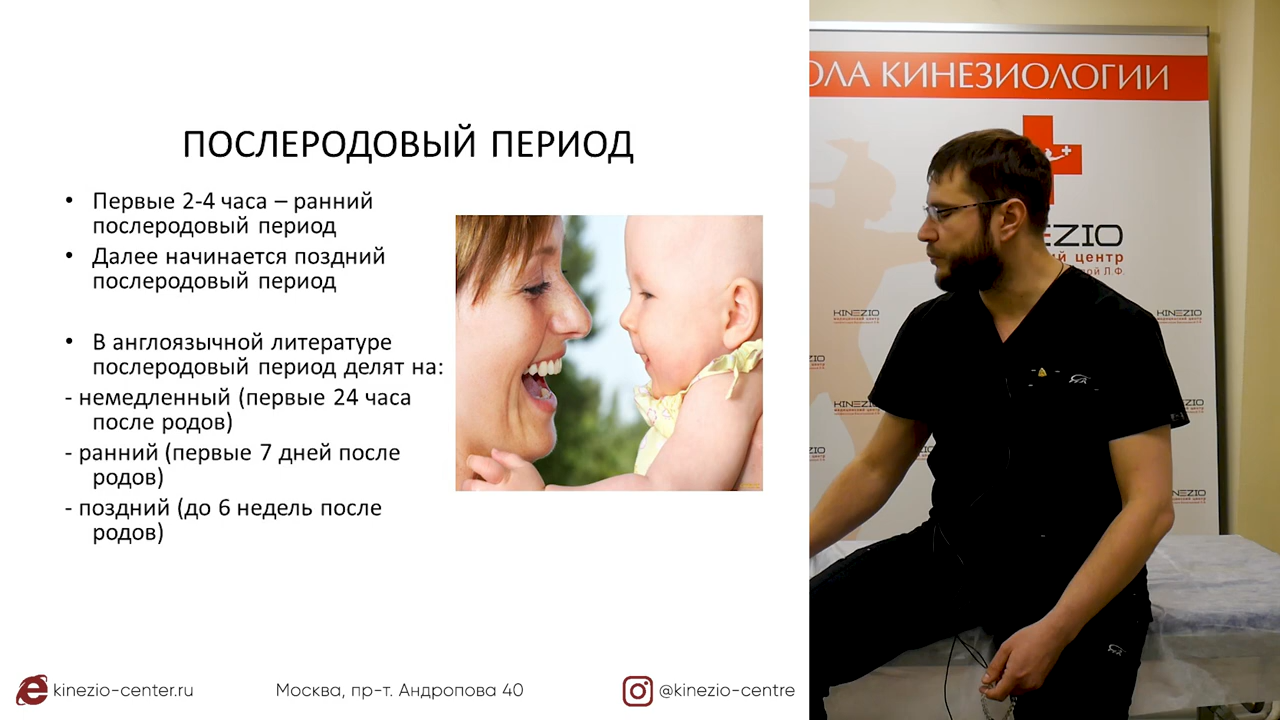 ПОСЛЕРОДОВЫЙ ПЕРИОД
• Первые 2-4 часа – ранний
послеродовый период
• Далее начинается поздний
послеродовый период
• В англоязычной литературе
послеродовый период делят на:
- немедленный (первые 24 часа
после родов)
- ранний (первые 7 дней после
родов)
- поздний (до 6 недель после
родов)
kinezio-center.ru
Москва, пр-т. Андропова 40
@kinezio-centre
ОЛА КИНЕЗИОЛОГИИ
EZIO
ий центр
ой Л.Ф.
KINEZIO
KINEZIO
KINEZIO